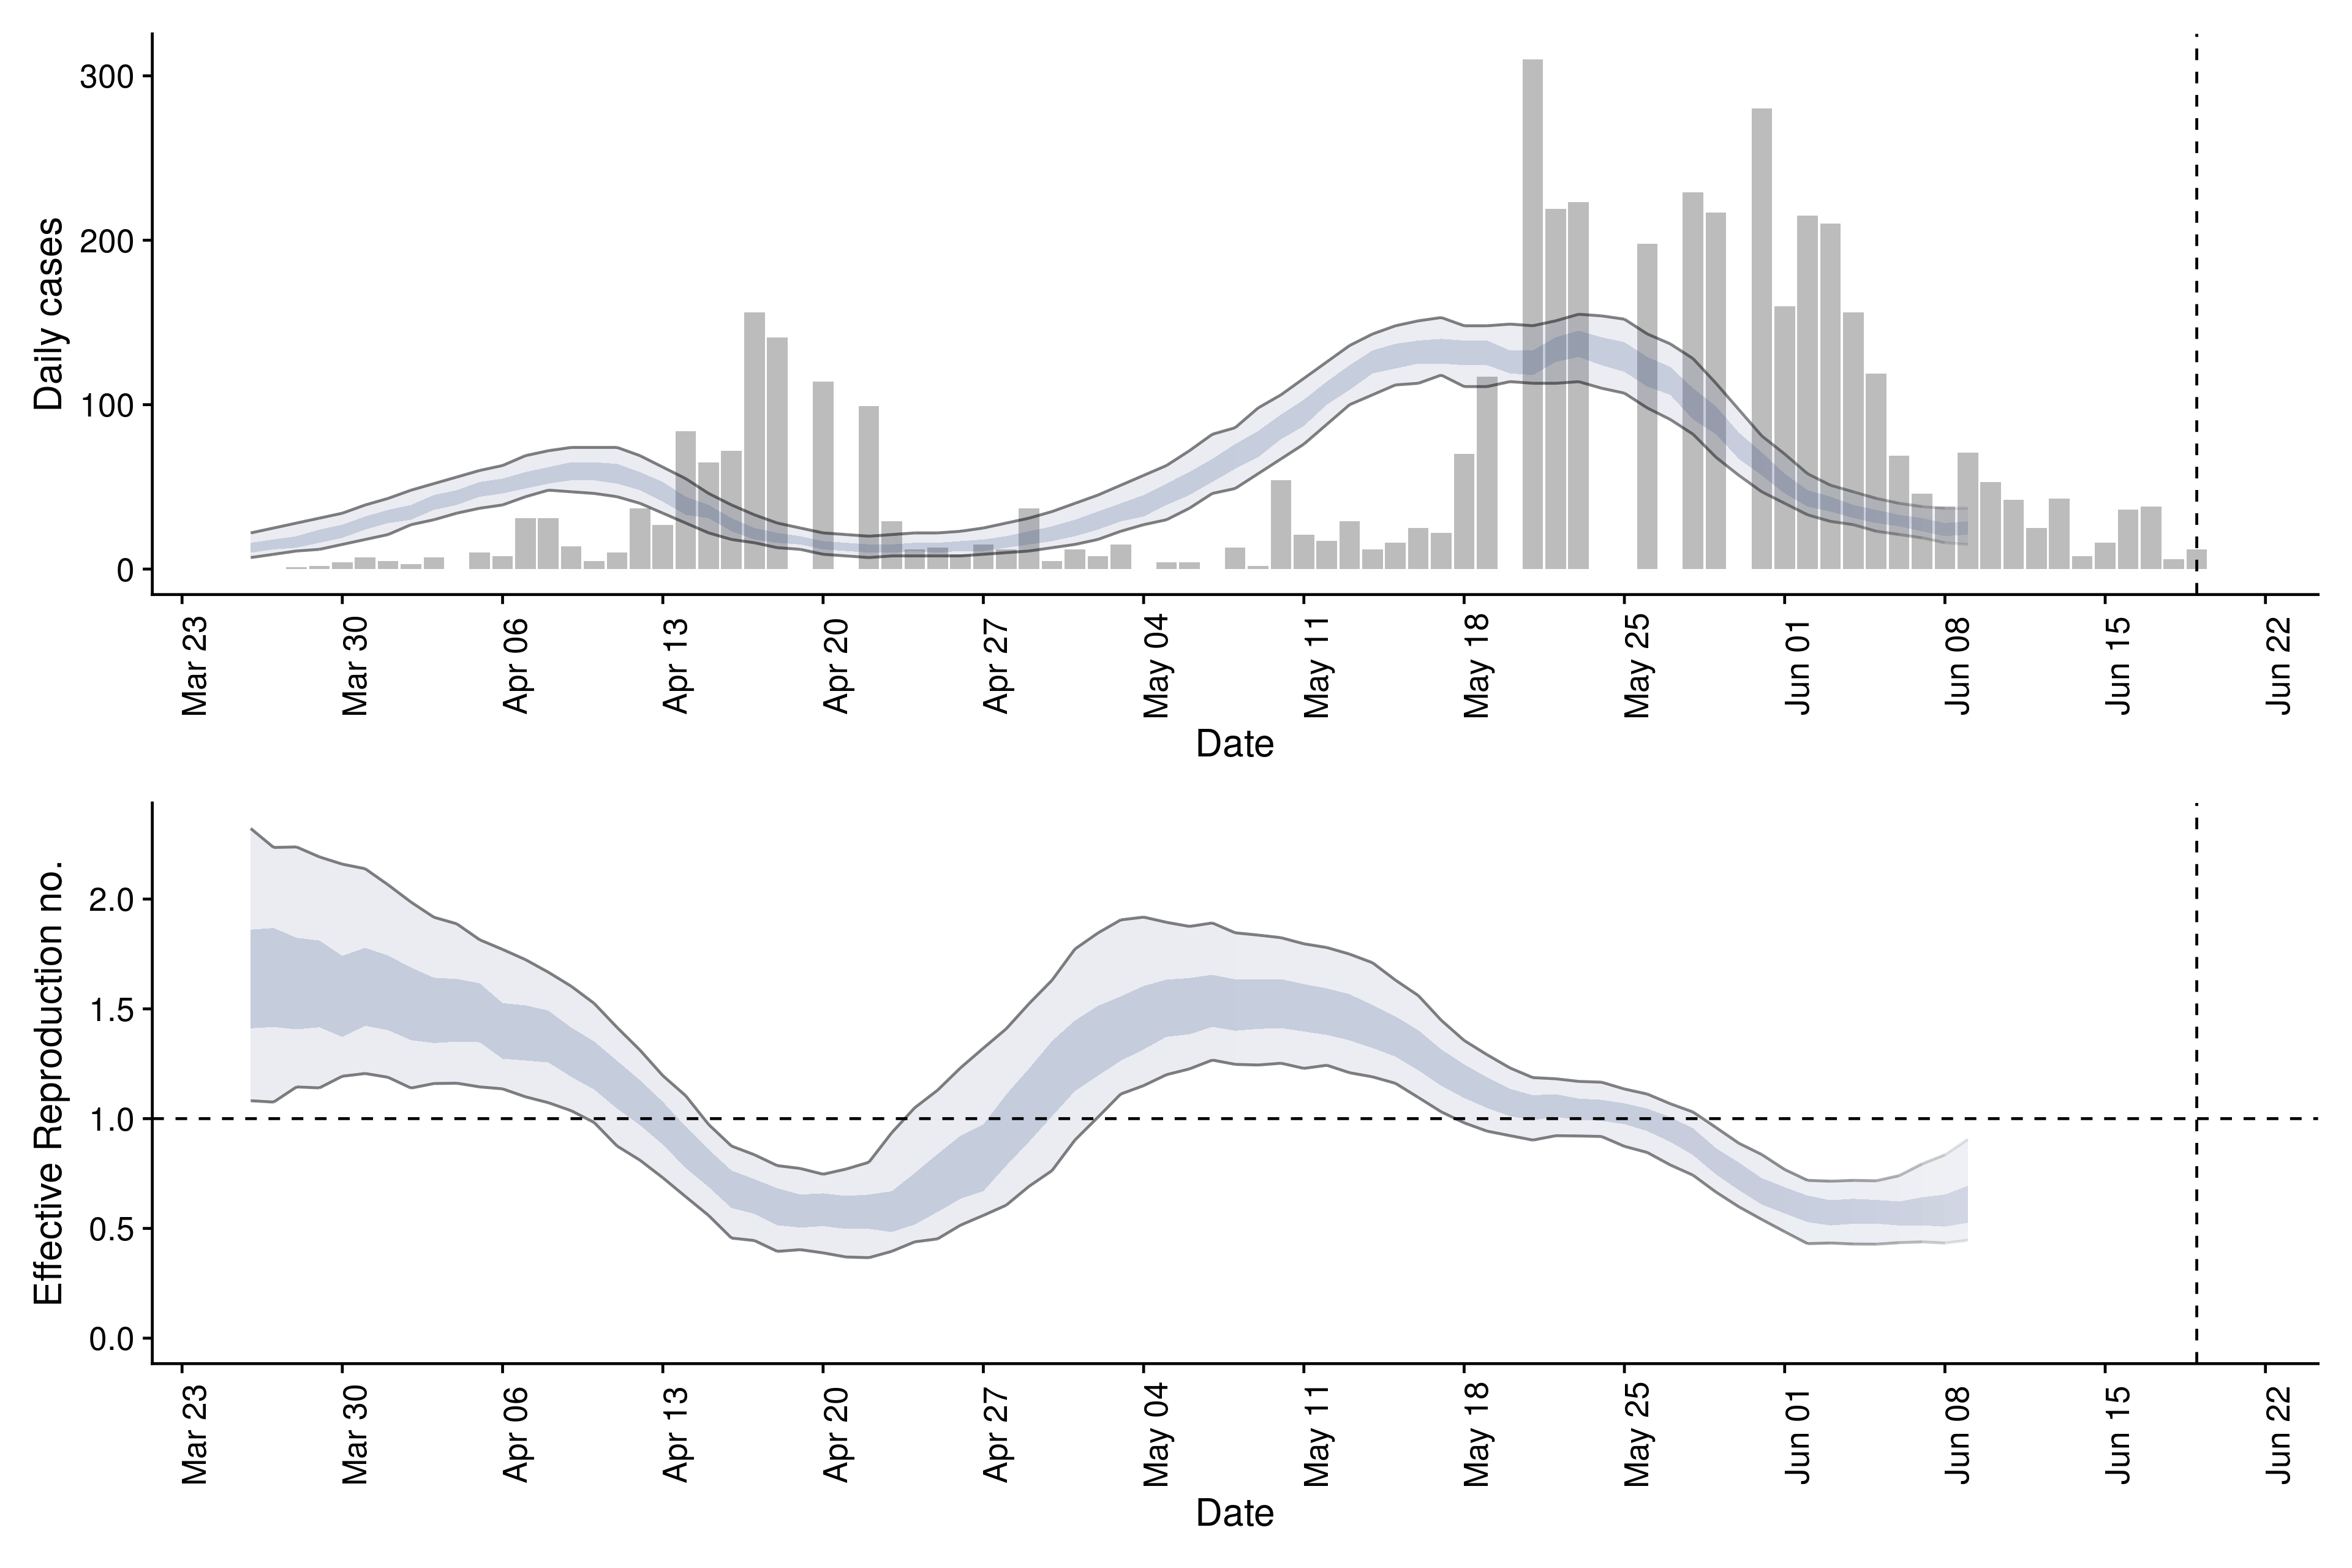 Daily cases
300
200
100
0
Mar 23
Mar 30
Apr 06
Apr 13
Apr 20
Apr 27
May 04
May 11
May 18
May 25
Jun 01
Jun 08
Jun 15
Jun 22
Date
Effective Reproduction no.
2.0
1.5
1.0
0.5
0.0
Mar 23
Mar 30
Apr 06
Apr 13
Apr 20
Apr 27
May 04
May 11
May 18
May 25
Jun 01
Jun 08
Jun 15
Jun 22
Date